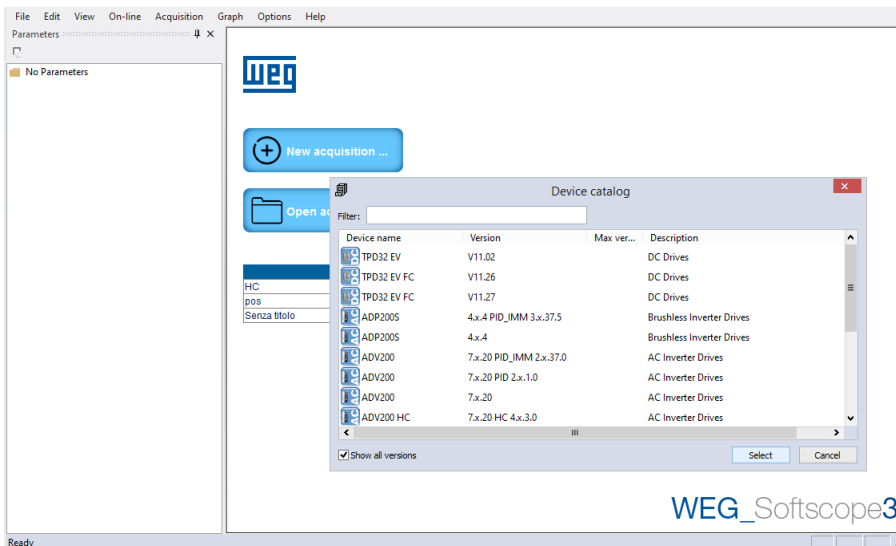 File Edit View On-line Acquisition Graph Options Help
Parameters
No Parameters
weg
New acquisition ...
Open
HC
pos
Senza titolo
Device catalog
Filter:
Device name Version Max ver... Description
TPD32 EV V11.02 DC Drives
TPD32 EV FC V11.26 DC Drives
TPD32 EV FC V11.27 DC Drives
ADP200S 4.x.4 PID_IMM 3.x.37.5 Brushless Inverter Drives
ADP200S 4.x.4 Brushless Inverter Drives
ADV200 7.x.20 PID_IMM 2.x.37.0 AC Inverter Drives
ADV200 7.x.20 PID 2.x.1.0 AC Inverter Drives
ADV200 7.x.20 AC Inverter Drives
ADV200 HC 7.x.20 HC 4.x.3.0 AC Inverter Drives
Show all versions
Select Cancel
WEG_Softscope3
Ready